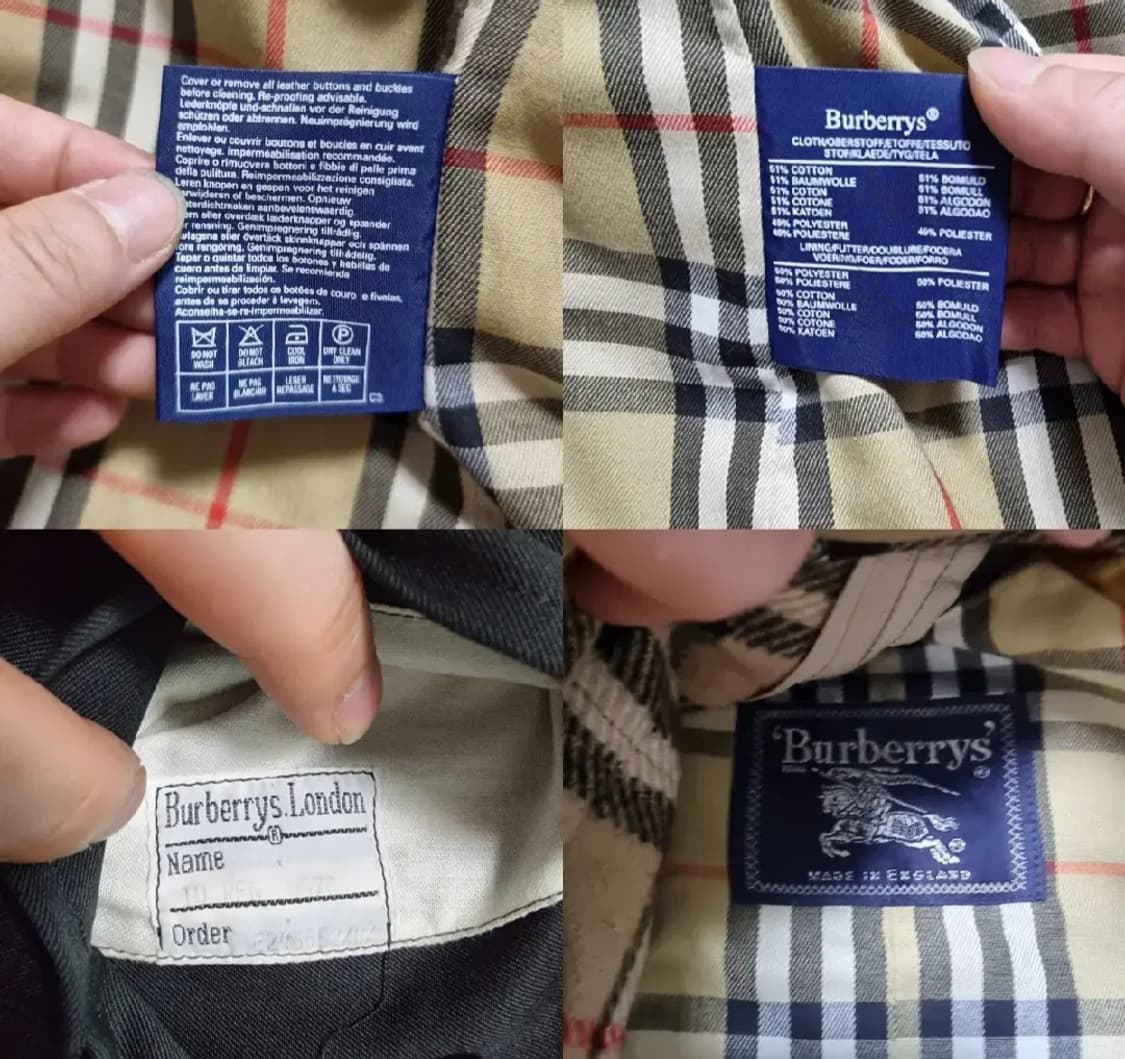 Cover or remove all leather buttons and buckles
before cleaning. Re-proofing advisable.
Lederknöpfe und-schnallen vor der Reinigung
schützen oder abtrennen. Neuimprägnierung wird
empfohlen.
Enlever ou couvrir boutons et boucles en cuir avant
nettoyage. Imperméabilisation recommandée.
Coprire o rimuovere bottoni e fibbie di pelle prima
della pulitura. Reimpermeabilizazione consigliata.
Leren knopen en gespen voor het reinigen
verwijderen of beschermen. Opnieuw
waterdichtmaken aanbevelentwaardig.
eller overdæk læderknapper og spænder
rensning. Genimprægnering tilrådig.
eller övertäck skinnknappar och spännen
före rengöring. Genimpregnering tillrådelig.
Tapar o quintar todos los botones y hebillas de
cuero antes de limpiar. Se recomienda
reimpermeabilización.
Cobrir ou tirar todos os botões de couro e fivelas,
antes de se proceder à lavagem.
Aconselha-se-re-impermeabilizar.
DO NOT WASH
DO NOT BLEACH
COOL IRON
P
DRY CLEAN ONLY
NE PAS LAVER
NE PAS BLANCHIR
LEGER REPASSAGE
NETTOYAGE A SEC
C3
Burberrys®
CLOTH/OBERSTOFF/ETOFFE/TESSUTO
STOF/KLAEDE/TYG/TELA
51% COTTON
51% BAUMWOLLE
51% COTON
51% COTONE
51% KATOEN
49% POLYESTER
49% POLIESTERE
51% BOMULD
51% BOMULL
51% ALGODON
51% ALGODAO
49% POLIESTER
LINING/FUTTER/DOUBLURE/FODERA
VOERING/FOER/FODER/FORRO
50% POLYESTER
50% POLIESTERE
50% COTTON
50% BAUMWOLLE
50% COTON
50% COTONE
50% KATOEN
50% POLIESTER
50% BOMULD
50% BOMULL
50% ALGODON
50% ALGODAO
Burberrys.London
®
Name
Order
'Burberrys'
®
MADE IN ENGLAND